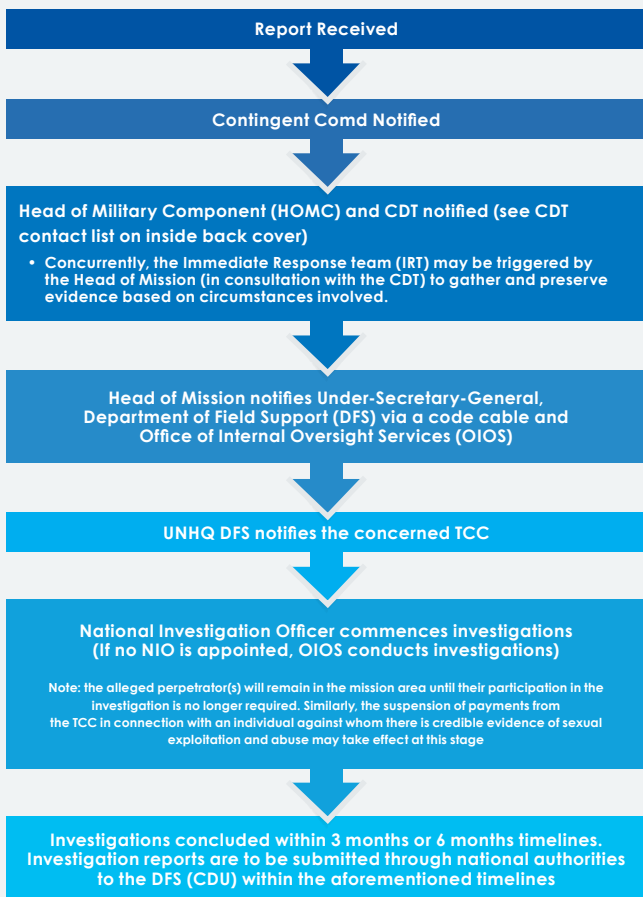 Report Received
Contingent Comd Notified
Head of Military Component (HOMC) and CDT notified (see CDT
contact list on inside back cover)
• Concurrently, the Immediate Response team (IRT) may be triggered by
the Head of Mission (in consultation with the CDT) to gather and preserve
evidence based on circumstances involved.
Head of Mission notifies Under-Secretary-General,
Department of Field Support (DFS) via a code cable and
Office of Internal Oversight Services (OIOS)
UNHQ DFS notifies the concerned TCC
National Investigation Officer commences investigations
(If no NIO is appointed, OIOS conducts investigations)
Note: the alleged perpetrator(s) will remain in the mission area until their participation in the
investigation is no longer required. Similarly, the suspension of payments from
the TCC in connection with an individual against whom there is credible evidence of sexual
exploitation and abuse may take effect at this stage
Investigations concluded within 3 months or 6 months timelines.
Investigation reports are to be submitted through national authorities
to the DFS (CDU) within the aforementioned timelines